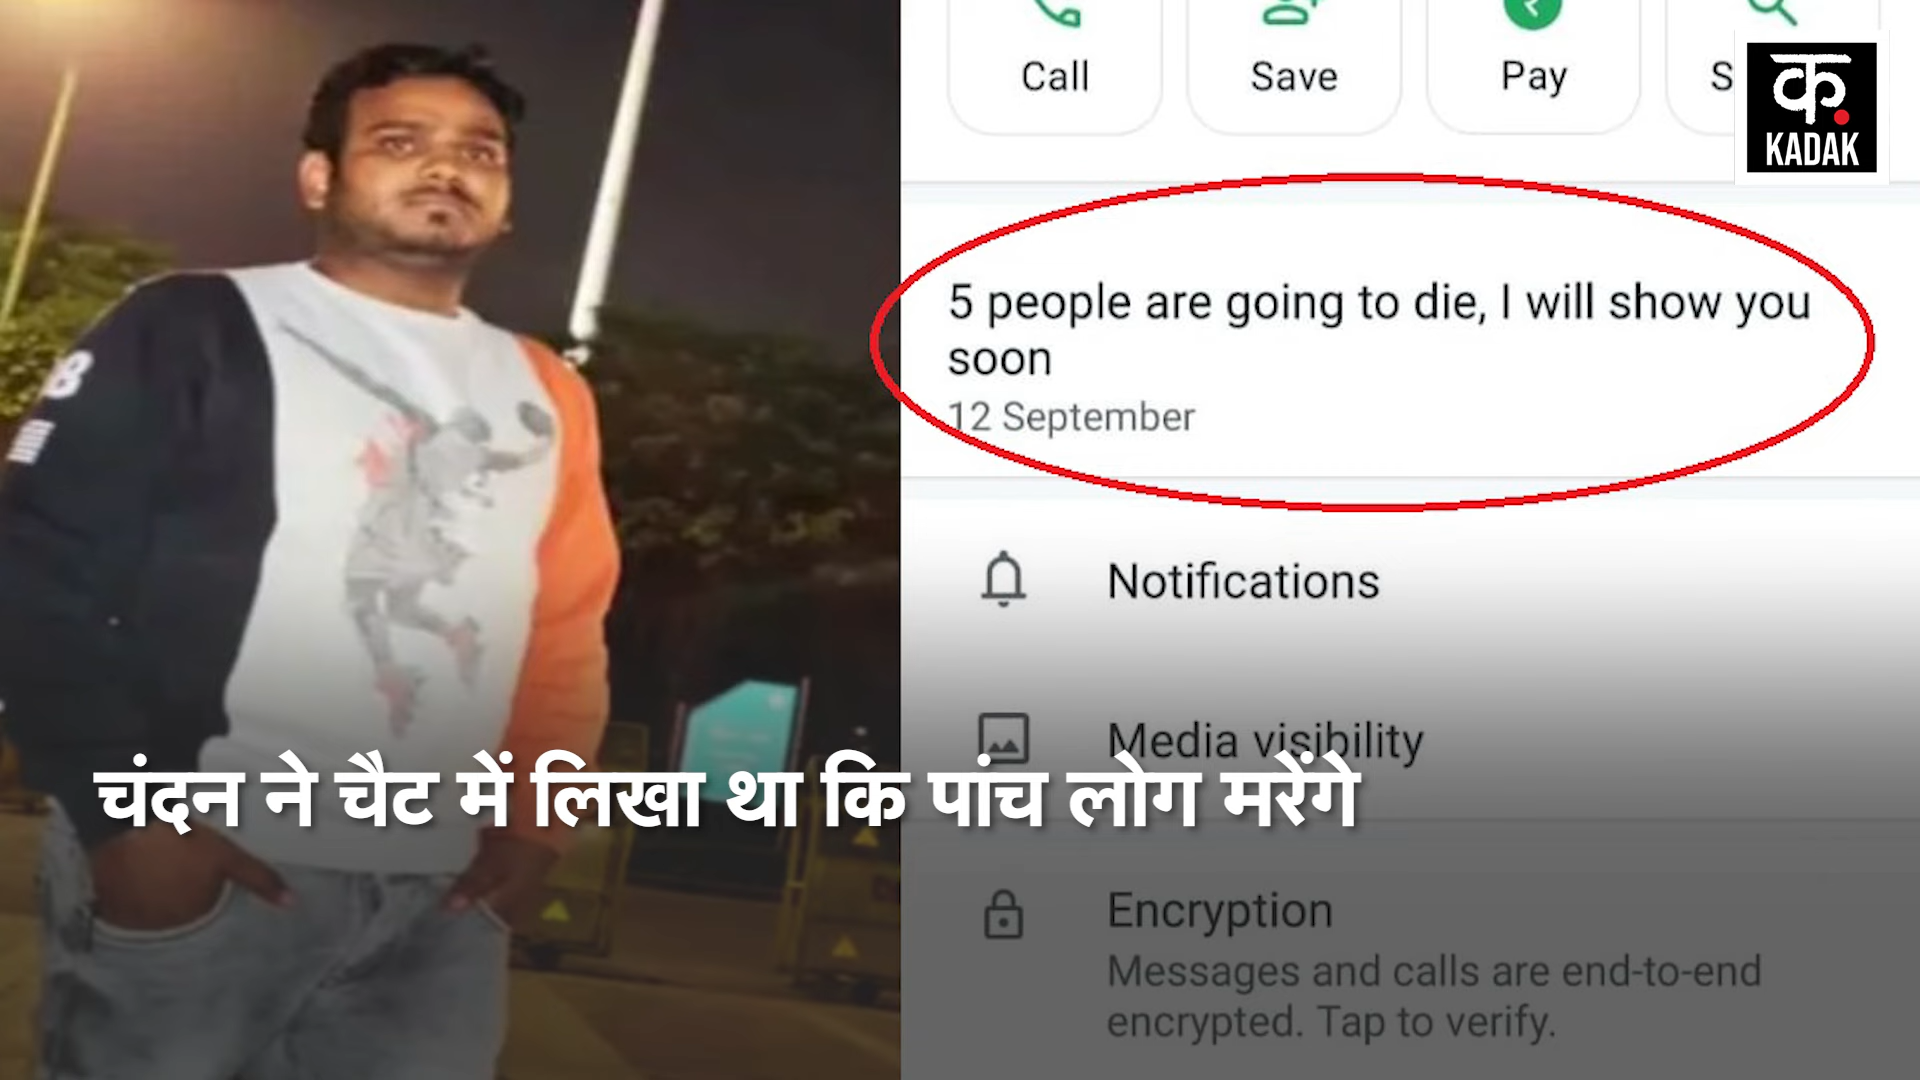 Call
Save
Pay
S
क
KADAK
5 people are going to die, I will show you
soon
12 September
Notifications
Media visibility
चंदन ने चैट में लिखा था कि पांच लोग मरेंगे
Encryption
Messages and calls are end-to-end
encrypted. Tap to verify.